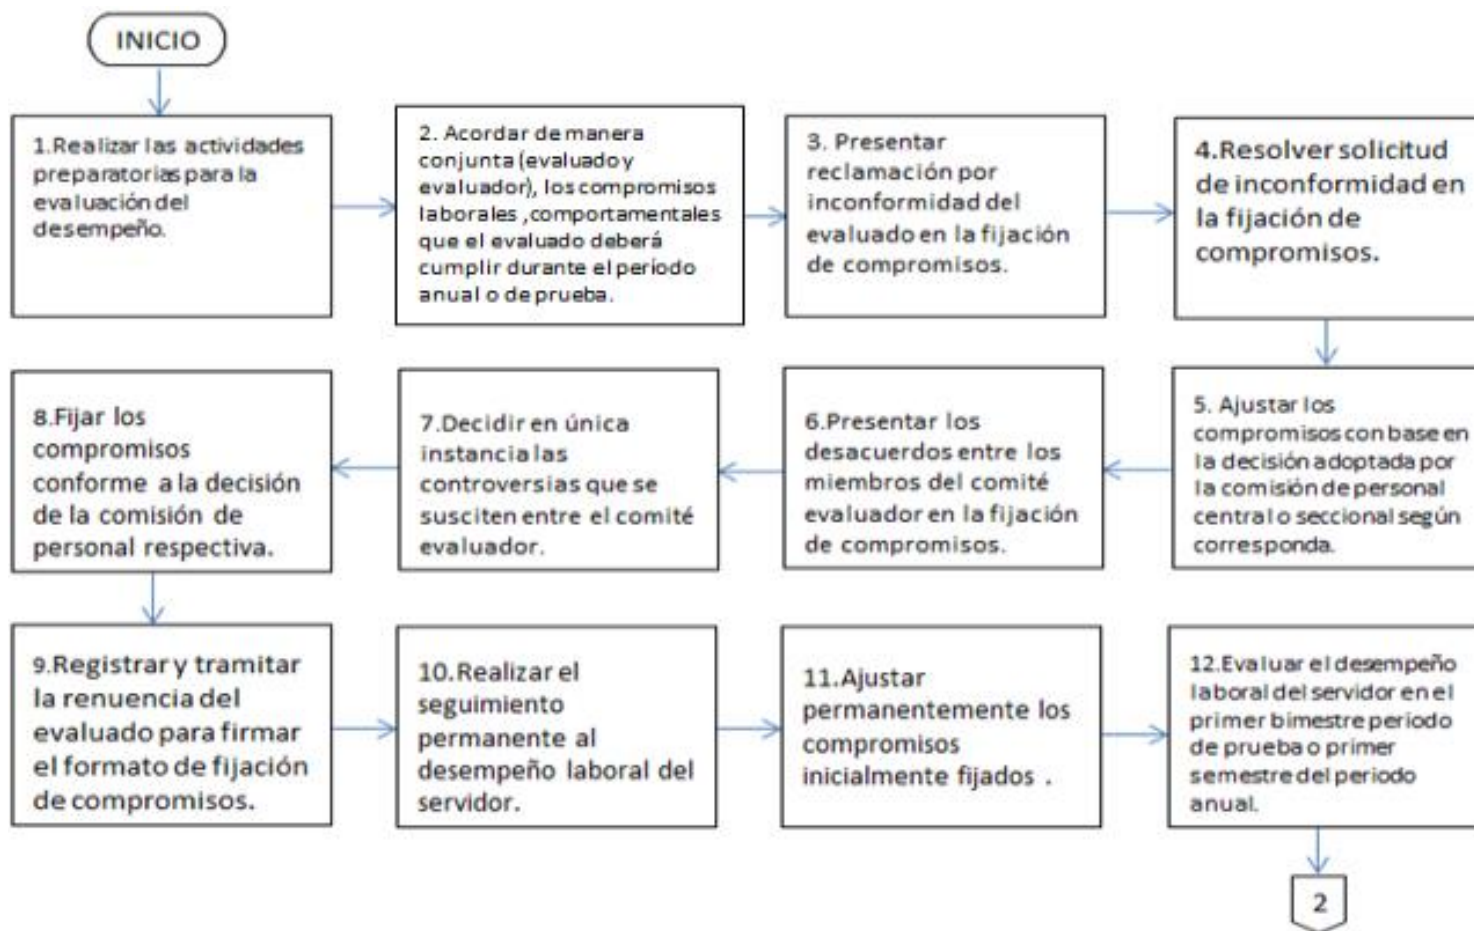 INICIO
1.Realizar las actividades
preparatorias para la
evaluación del
desempeño.
2. Acordar de manera
conjunta (evaluado y
evaluador), los compromisos
laborales ,comportamentales
que el evaluado deberá
cumplir durante el período
anual o de prueba.
3. Presentar
reclamación por
inconformidad del
evaluado en la fijación
de compromisos.
4.Resolver solicitud
de inconformidad en
la fijación de
compromisos.
5. Ajustar los
compromisos con base en
la decisión adoptada por
la comisión de personal
central o seccional según
corresponda.
6.Presentar los
desacuerdos entre los
miembros del comité
evaluador en la fijación
de compromisos.
7.Decidir en única
instancia las
controversias que se
susciten entre el comité
evaluador.
8.Fijar los
compromisos
conforme a la decisión
de la comisión de
personal respectiva.
9.Registrar y tramitar
la renuencia del
evaluado para firmar
el formato de fijación
de compromisos.
10.Realizar el
seguimiento
permanente al
desempeño laboral del
servidor.
11.Ajustar
permanentemente los
compromisos
inicialmente fijados .
12.Evaluar el desempeño
laboral del servidor en el
primer bimestre periodo
de prueba o primer
semestre del periodo
anual.
2